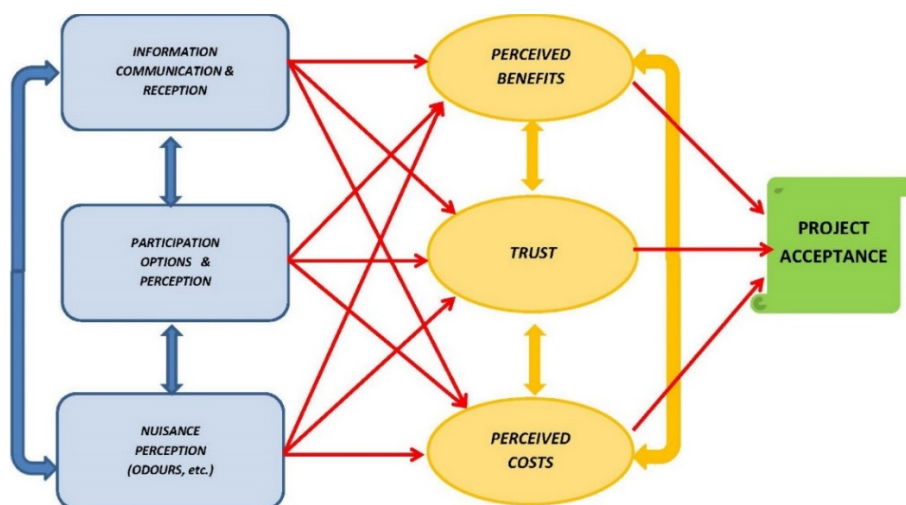 INFORMATION
COMMUNICATION &
RECEPTION
PERCEIVED
BENEFITS
PARTICIPATION
OPTIONS &
PERCEPTION
TRUST
PROJECT
ACCEPTANCE
NUISANCE
PERCEPTION
(ODOURS, etc.)
PERCEIVED
COSTS